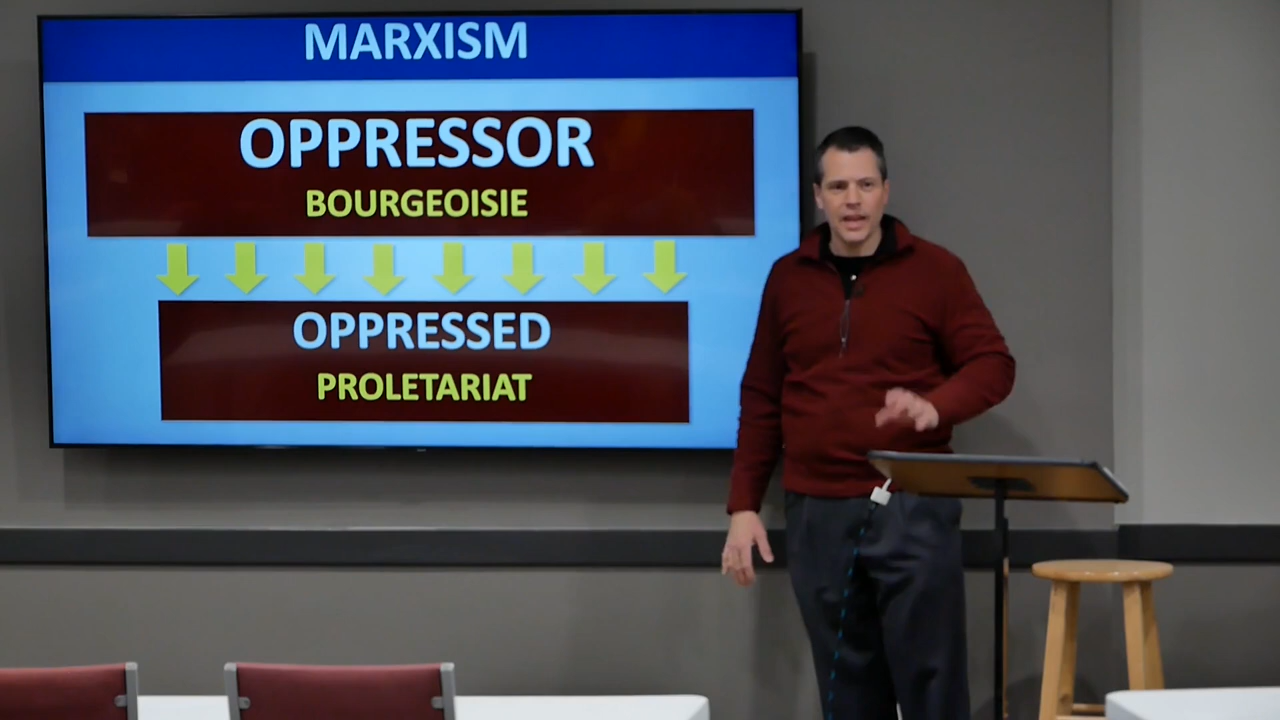 MARXISM
OPPRESSOR
BOURGEOISIE
OPPRESSED
PROLETARIAT